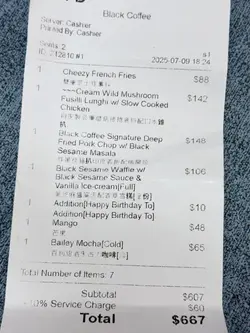 Black Coffee
Server: Cashier
Printed By: Cashier
Seats: 2 #1
2025-07-09 18:24
1 Cheezy French Fries $88
1 ~~~Cream Wild Mushroom $142
Fusilli Lunghi w/ Slow Cooked
Chicken
1 Black Coffee Signature Deep $148
Fried Pork Chop w/ Black
Sesame Masala
1 Black Sesame Waffle w/ $106
Black Sesame Sauce &
Vanilla Ice-cream[Full]
1 Addition[Happy Birthday To] $10
1 Addition[Happy Birthday To] $48
Mango
芒果
1 Bailey Mocha[Cold] $65
Total Number of Items: 7
Subtotal $607
10% Service Charge $60
Total $667